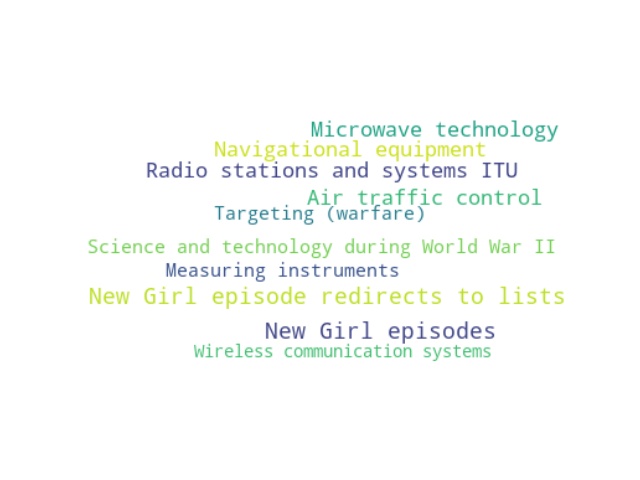 Microwave technology
Navigational equipment
Radio stations and systems ITU
Air traffic control
Targeting (warfare)
Science and technology during World War II
Measuring instruments
New Girl episode redirects to lists
New Girl episodes
Wireless communication systems